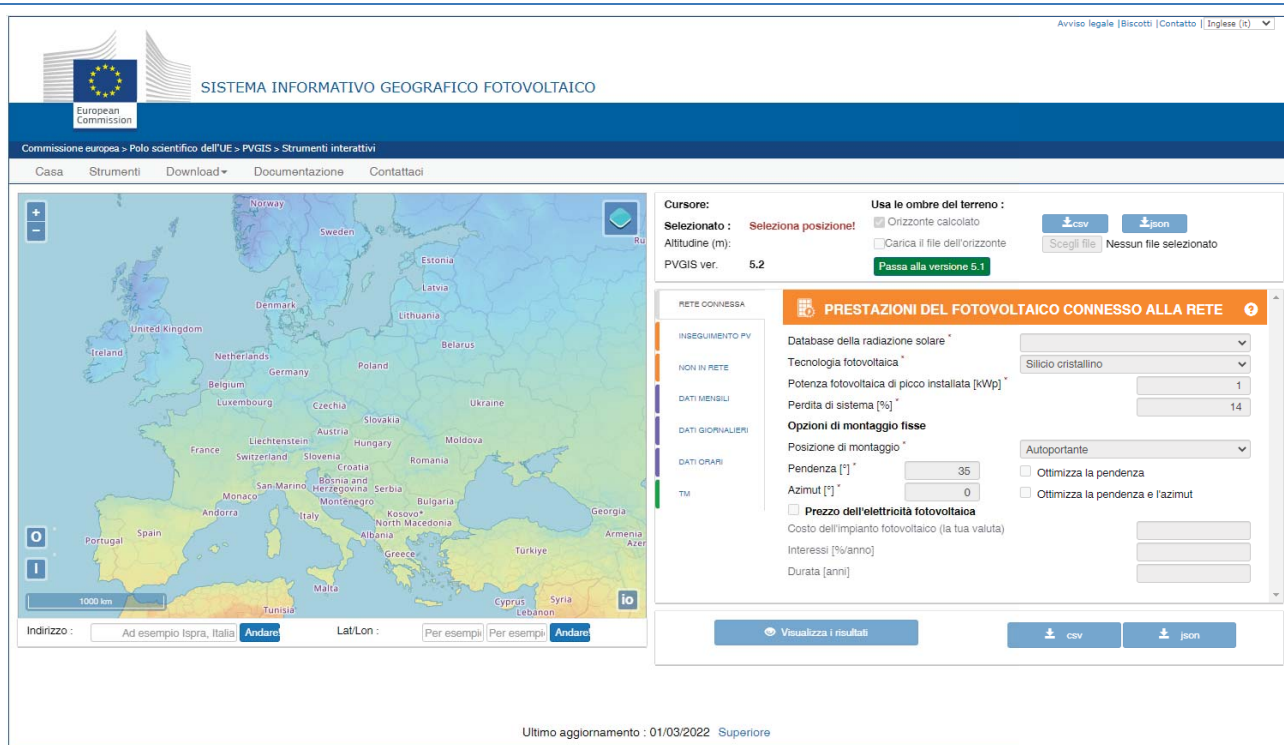 Avviso legale |Biscotti |Contatto | Inglese (it)
SISTEMA INFORMATIVO GEOGRAFICO FOTOVOLTAICO
European
Commission
Commissione europea > Polo scientifico dell'UE > PVGIS > Strumenti interattivi
Casa Strumenti Download Documentazione Contattaci
+
−
Norway
Sweden
Ru
Estonia
Latvia
Denmark
Lithuania
United Kingdom
Belarus
Ireland
Netherlands
Poland
Germany
Belgium
Luxembourg
Czechia
Ukraine
Slovakia
Austria
Liechtenstein
Hungary
Moldova
France
Switzerland
Slovenia
Romania
Croatia
San Marino
Bosnia and
Herzegovina
Serbia
Monaco
Montenegro
Bulgaria
Andorra
Italy
Kosovo*
Georgia
North Macedonia
Spain
Portugal
Albania
Armenia
Azer
Greece
Türkiye
Malta
Cyprus
Syria
Tunisia
Lebanon
O
I
1000 km
io
Indirizzo : Ad esempio Ispra, Italia Andare! Lat/Lon : Per esempi Per esempi Andare!
Cursore:
Selezionato : Seleziona posizione!
Altitudine (m):
PVGIS ver. 5.2
Usa le ombre del terreno :
Orizzonte calcolato
csv
json
Carica il file dell'orizzonte
Scegli file Nessun file selezionato
Passa alla versione 5.1
RETE CONNESSA
INSEGUIMENTO PV
NON IN RETE
DATI MENSILI
DATI GIORNALIERI
DATI ORARI
TM
PRESTAZIONI DEL FOTOVOLTAICO CONNESSO ALLA RETE ?
Database della radiazione solare *
Tecnologia fotovoltaica * Silicio cristallino
Potenza fotovoltaica di picco installata [kWp] * 1
Perdita di sistema [%] * 14
Opzioni di montaggio fisse
Posizione di montaggio * Autoportante
Pendenza [°] * 35 Ottimizza la pendenza
Azimut [°] * 0 Ottimizza la pendenza e l'azimut
Prezzo dell'elettricità fotovoltaica
Costo dell'impianto fotovoltaico (la tua valuta)
Interessi [%/anno]
Durata [anni]
Visualizza i risultati
csv
json
Ultimo aggiornamento : 01/03/2022 Superiore